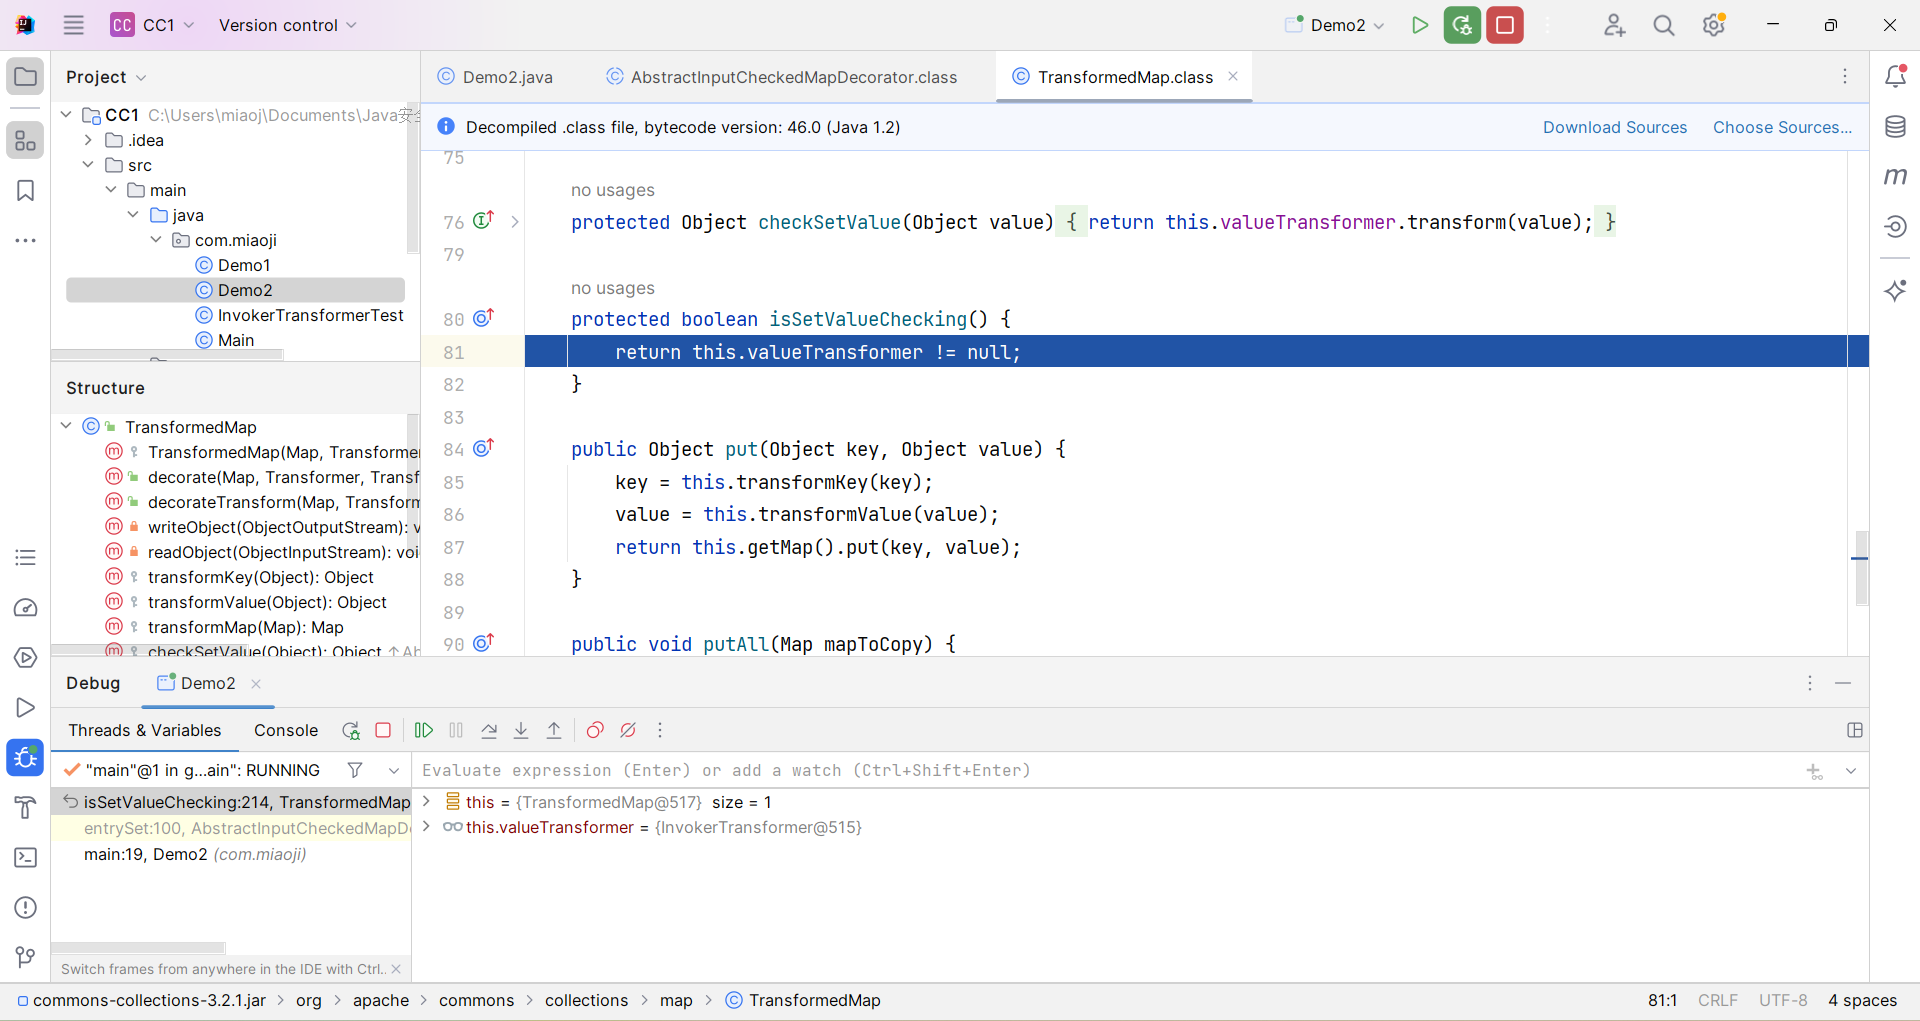 CC CC1 Version control Demo2
Project
CC1 C:\Users\miaoj\Documents\Java安全
.idea
src
main
java
com.miaoji
Demo1
Demo2
InvokerTransformerTest
Main
Structure
TransformedMap
TransformedMap(Map, Transforme
decorate(Map, Transformer, Transf
decorateTransform(Map, Transform
writeObject(ObjectOutputStream): v
readObject(ObjectInputStream): voi
transformKey(Object): Object
transformValue(Object): Object
transformMap(Map): Map
checkSetValue(Object): Object ↑Ab
Demo2.java AbstractInputCheckedMapDecorator.class TransformedMap.class
Decompiled .class file, bytecode version: 46.0 (Java 1.2) Download Sources Choose Sources...
75
no usages
76 protected Object checkSetValue(Object value) { return this.valueTransformer.transform(value); }
79
no usages
80 protected boolean isSetValueChecking() {
81 return this.valueTransformer != null;
82 }
83
84 public Object put(Object key, Object value) {
85 key = this.transformKey(key);
86 value = this.transformValue(value);
87 return this.getMap().put(key, value);
88 }
89
90 public void putAll(Map mapToCopy) {
Debug Demo2
Threads & Variables Console
"main"@1 in g...ain": RUNNING
isSetValueChecking:214, TransformedMap
entrySet:100, AbstractInputCheckedMapDe
main:19, Demo2 (com.miaoji)
Switch frames from anywhere in the IDE with Ctrl..
Evaluate expression (Enter) or add a watch (Ctrl+Shift+Enter)
this = {TransformedMap@517} size = 1
this.valueTransformer = {InvokerTransformer@515}
commons-collections-3.2.1.jar > org > apache > commons > collections > map > TransformedMap
81:1 CRLF UTF-8 4 spaces